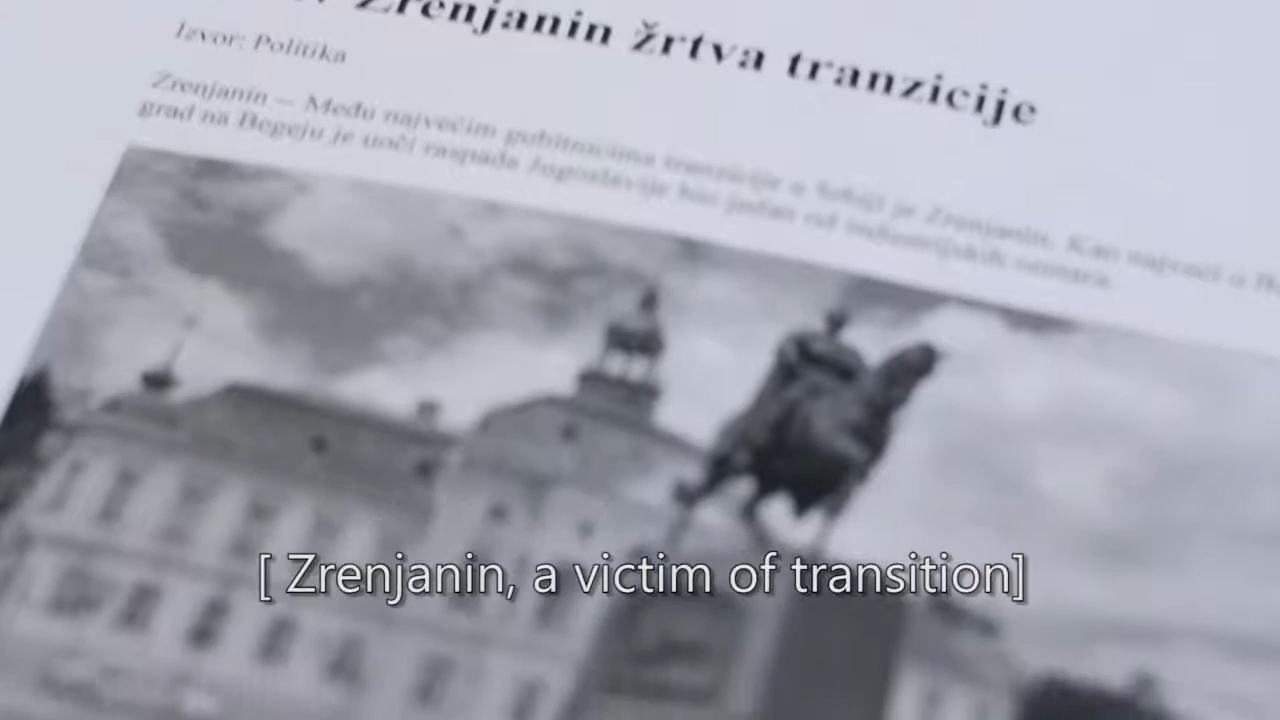 Zrenjanin žrtva tranzicije
Izvor: Politika
Zrenjanin – Među najvećim gubitnicima tranzicije u Srbiji je Zrenjanin. Kao najveći u
grad na Begeju je uoči raspada Jugoslavije bio jedan od industrijskih centara
[ Zrenjanin, a victim of transition]